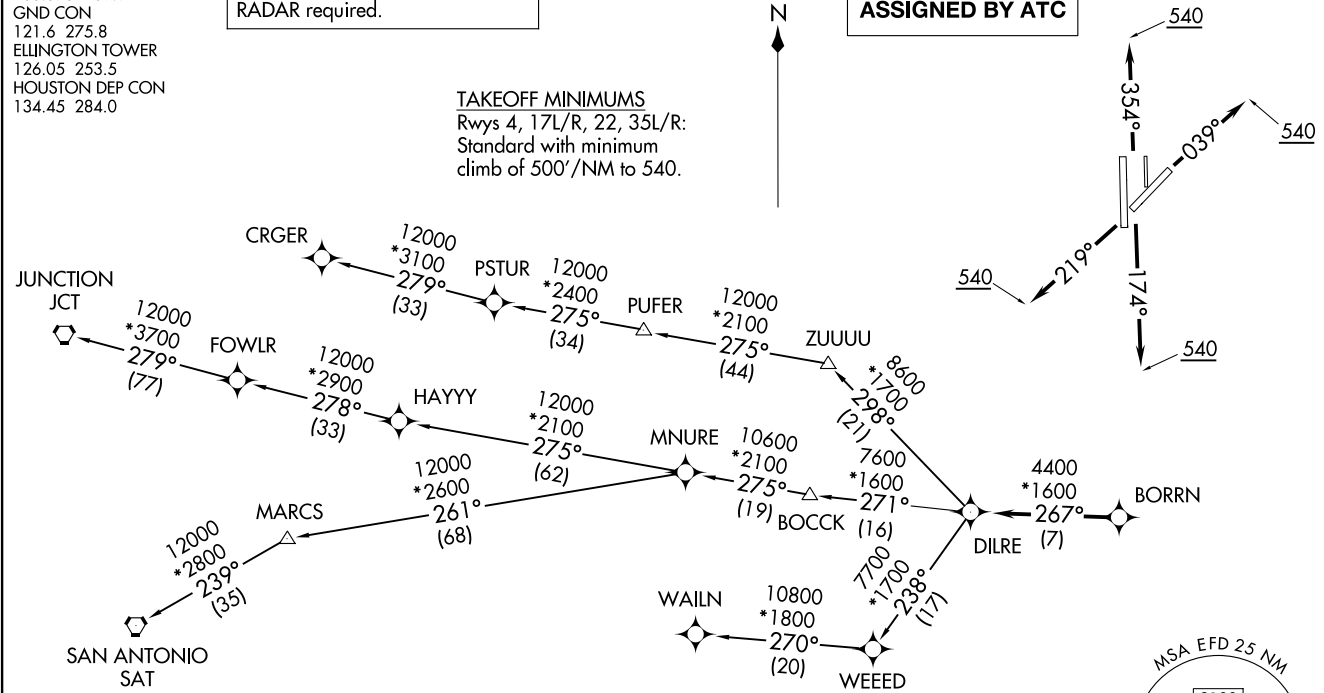 GND CON
121.6 275.8
ELLINGTON TOWER
126.05 253.5
HOUSTON DEP CON
134.45 284.0
RADAR required.
N
ASSIGNED BY ATC
TAKEOFF MINIMUMS
Rwys 4, 17L/R, 22, 35L/R:
Standard with minimum
climb of 500'/NM to 540.
540
354°
039°
540
219°
540
174°
540
CRGER
12000
*3100
279°
(33)
PSTUR
12000
*2400
275°
(34)
PUFER
12000
*2100
275°
(44)
ZUUUU
8600
*1700
298°
(21)
JUNCTION
JCT
12000
*3700
279°
(77)
FOWLR
12000
*2900
278°
(33)
HAYYY
12000
*2100
275°
(62)
MNURE
10600
*2100
275°
(19)
BOCCK
7600
*1600
271°
(16)
DILRE
4400
*1600
267°
(7)
BORRN
12000
*2600
261°
(68)
MARCS
12000
*2800
239°
(35)
SAN ANTONIO
SAT
7700
*1700
238°
(17)
WAILN
10800
*1800
270°
(20)
WEEED
MSA EFD 25 NM